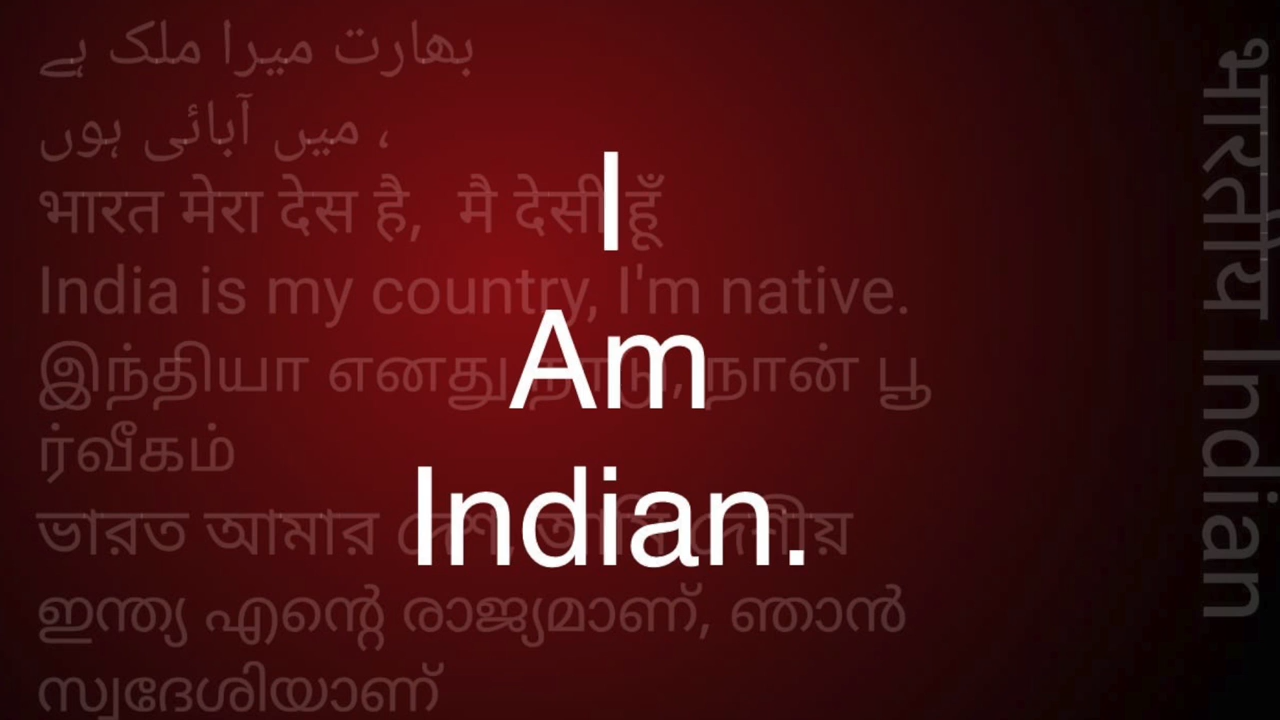 بھارت میرا ملک ہے
، میں آبائی ہوں
भारत मेरा देस है, मै देसी हूँ
India is my country, I'm native.
இந்தியா எனது நாடு, நான் பூ
ர்வீகம்
ভারত আমার দেশ, আমি দেশীয়
ഇന്ത്യ എന്റെ രാജ്യമാണ്, ഞാൻ
സ്വദേശിയാണ്
I
Am
Indian.
भारतीय Indian